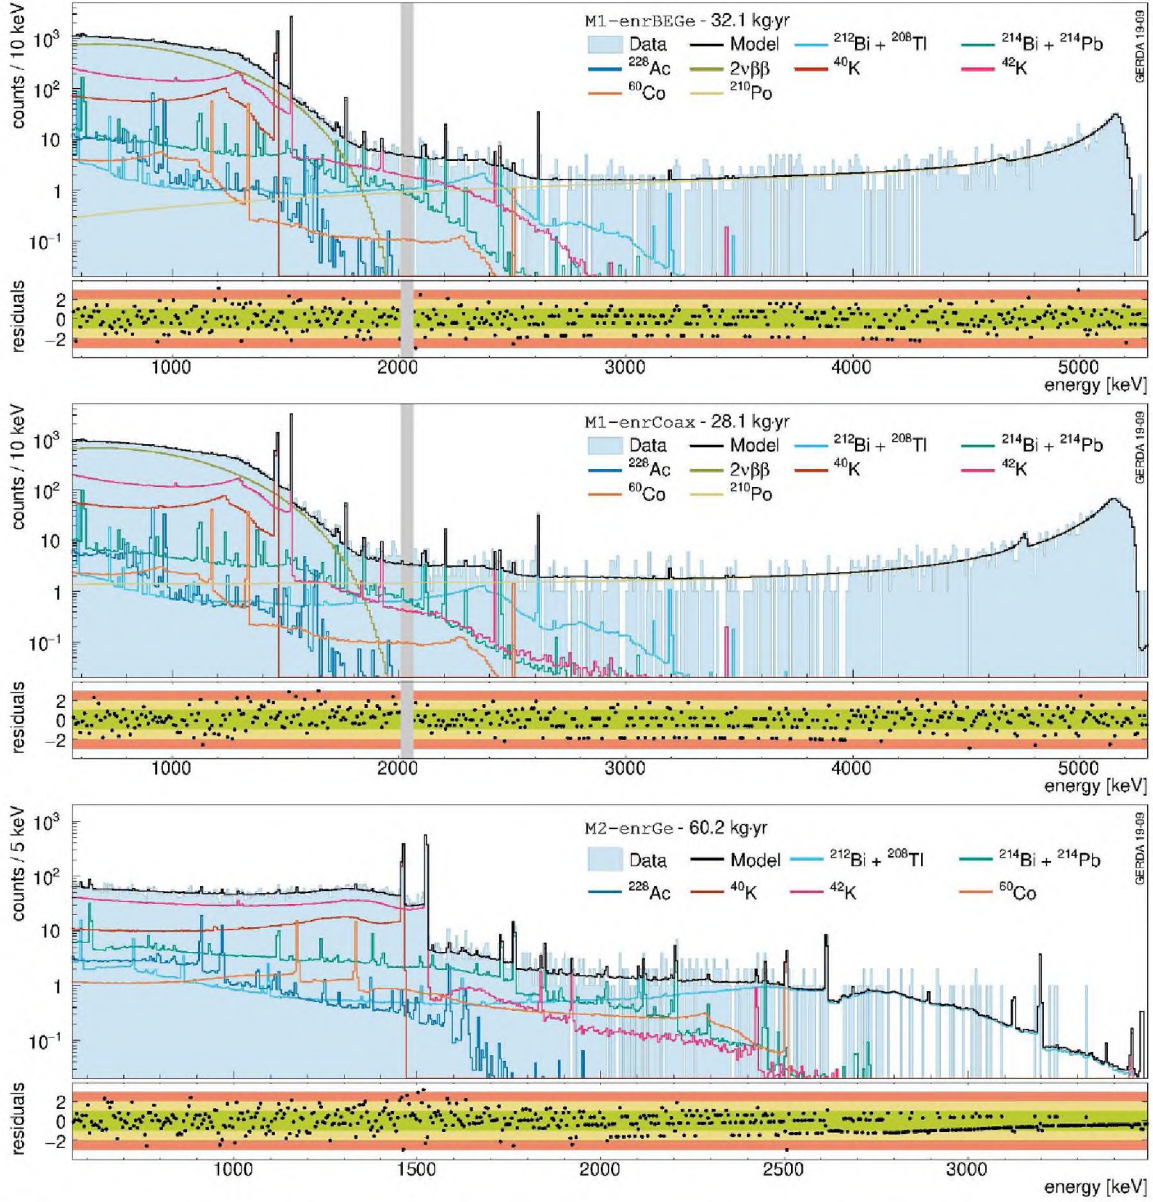 M1-enrBEGe - 32.1 kg·yr
Data Model ²¹²Bi + ²⁰⁸Tl ²¹⁴Bi + ²¹⁴Pb
²²⁸Ac 2νββ ⁴⁰K ⁴²K
⁶⁰Co ²¹⁰Po
GERDA 19-09
counts / 10 keV
10³
10²
10
1
10⁻¹
residuals
2
0
−2
1000 2000 3000 4000 5000
energy [keV]
M1-enrCoax - 28.1 kg·yr
Data Model ²¹²Bi + ²⁰⁸Tl ²¹⁴Bi + ²¹⁴Pb
²²⁸Ac 2νββ ⁴⁰K ⁴²K
⁶⁰Co ²¹⁰Po
GERDA 19-09
counts / 10 keV
10³
10²
10
1
10⁻¹
residuals
2
0
−2
1000 2000 3000 4000 5000
energy [keV]
M2-enrGe - 60.2 kg·yr
Data Model ²¹²Bi + ²⁰⁸Tl ²¹⁴Bi + ²¹⁴Pb
²²⁸Ac ⁴⁰K ⁴²K ⁶⁰Co
GERDA 19-09
counts / 5 keV
10³
10²
10
1
10⁻¹
residuals
2
0
−2
1000 1500 2000 2500 3000
energy [keV]